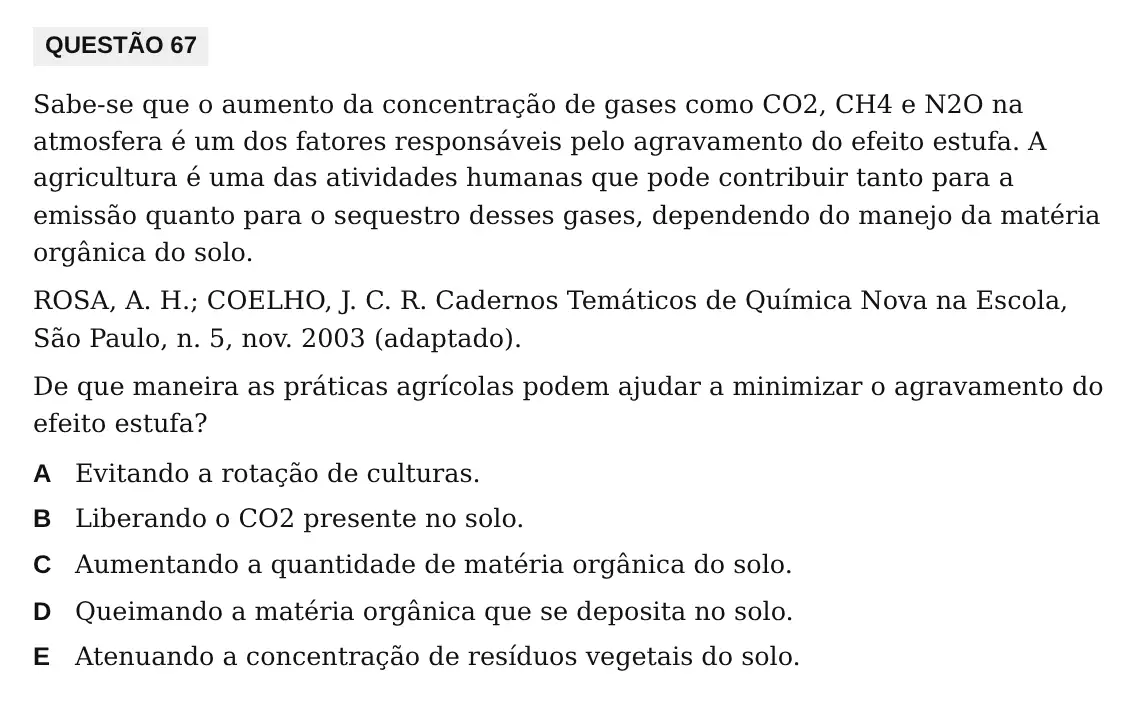 QUESTÃO 67
Sabe-se que o aumento da concentração de gases como CO2, CH4 e N2O na
atmosfera é um dos fatores responsáveis pelo agravamento do efeito estufa. A
agricultura é uma das atividades humanas que pode contribuir tanto para a
emissão quanto para o sequestro desses gases, dependendo do manejo da matéria
orgânica do solo.
ROSA, A. H.; COELHO, J. C. R. Cadernos Temáticos de Química Nova na Escola,
São Paulo, n. 5, nov. 2003 (adaptado).
De que maneira as práticas agrícolas podem ajudar a minimizar o agravamento do
efeito estufa?
A Evitando a rotação de culturas.
B Liberando o CO2 presente no solo.
C Aumentando a quantidade de matéria orgânica do solo.
D Queimando a matéria orgânica que se deposita no solo.
E Atenuando a concentração de resíduos vegetais do solo.